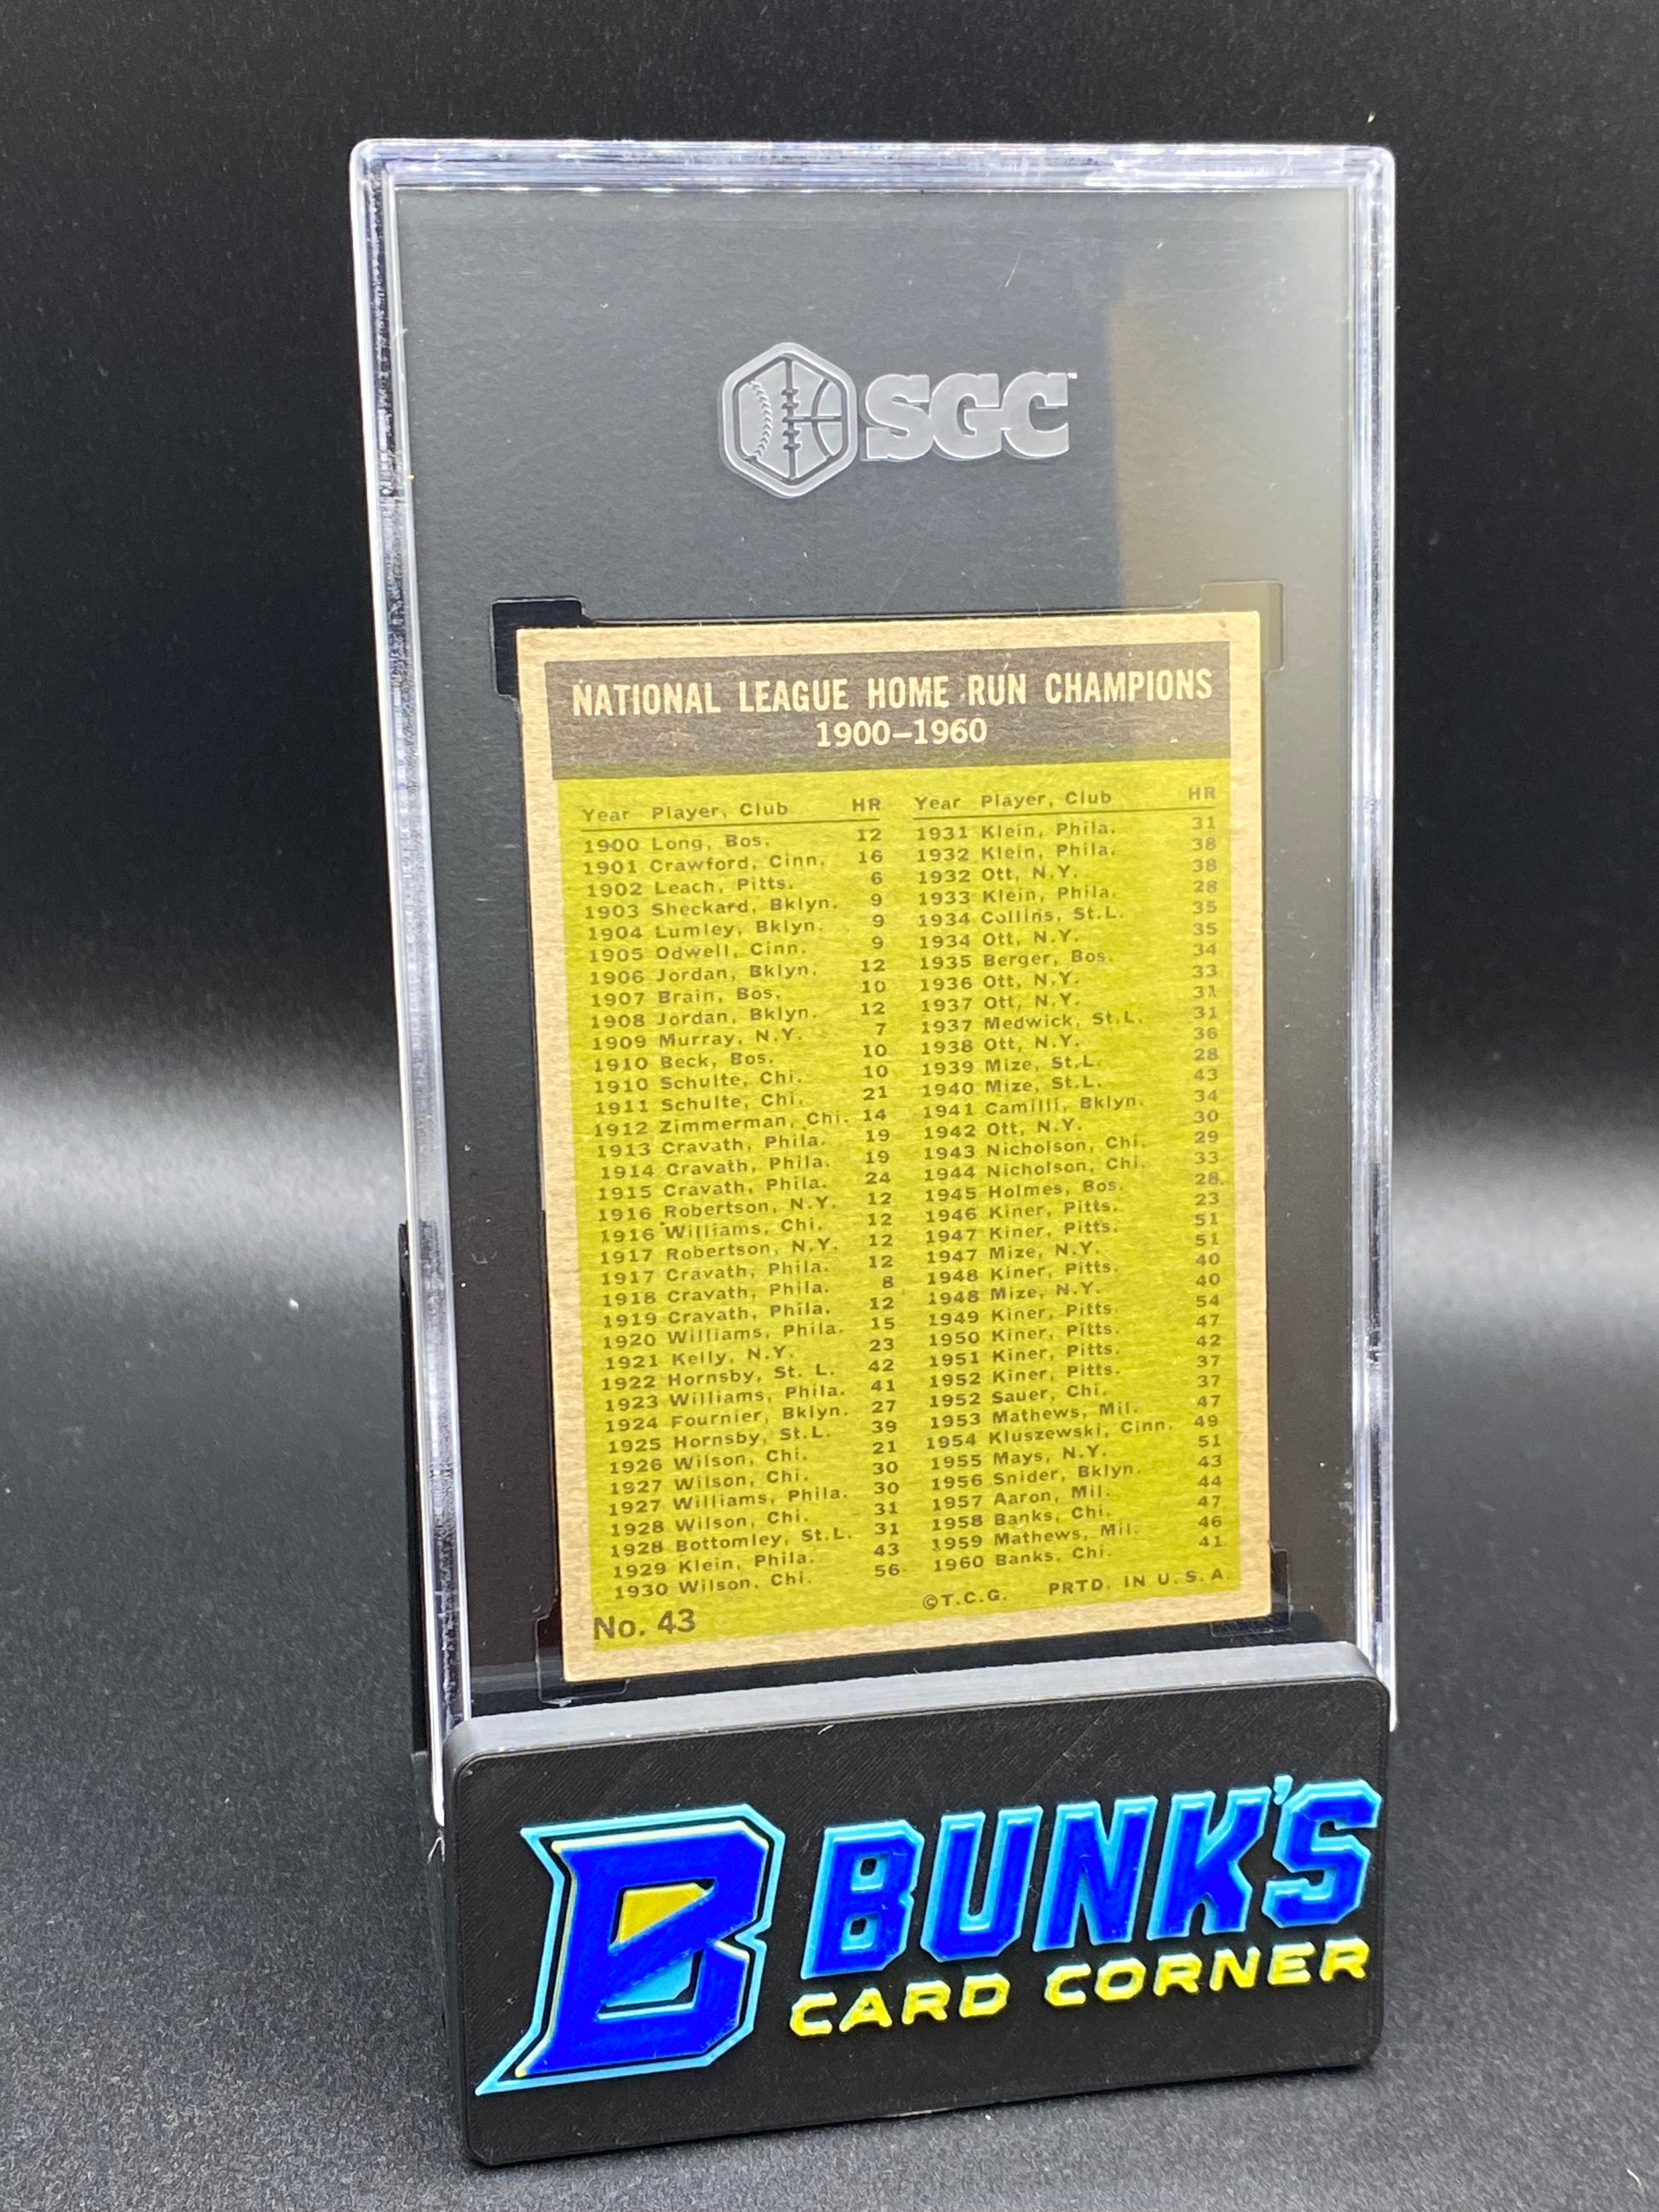 SGC™
NATIONAL LEAGUE HOME RUN CHAMPIONS
1900–1960
Year Player, Club HR
1900 Long, Bos. 12
1901 Crawford, Cinn. 16
1902 Leach, Pitts. 6
1903 Sheckard, Bklyn. 9
1904 Lumley, Bklyn. 9
1905 Odwell, Cinn. 9
1906 Jordan, Bklyn. 12
1907 Brain, Bos. 10
1908 Jordan, Bklyn. 12
1909 Murray, N.Y. 7
1910 Beck, Bos. 10
1910 Schulte, Chi. 10
1911 Schulte, Chi. 21
1912 Zimmerman, Chi. 14
1913 Cravath, Phila. 19
1914 Cravath, Phila. 19
1915 Cravath, Phila. 24
1916 Robertson, N.Y. 12
1916 Williams, Chi. 12
1917 Robertson, N.Y. 12
1917 Cravath, Phila. 12
1918 Cravath, Phila. 8
1919 Cravath, Phila. 12
1920 Williams, Phila. 15
1921 Kelly, N.Y. 23
1922 Hornsby, St. L. 42
1923 Williams, Phila. 41
1924 Fournier, Bklyn. 27
1925 Hornsby, St.L. 39
1926 Wilson, Chi. 21
1927 Wilson, Chi. 30
1927 Williams, Phila. 30
1928 Wilson, Chi. 31
1928 Bottomley, St.L. 31
1929 Klein, Phila. 43
1930 Wilson, Chi. 56
Year Player, Club HR
1931 Klein, Phila. 31
1932 Klein, Phila. 38
1932 Ott, N.Y. 38
1933 Klein, Phila. 28
1934 Collins, St.L. 35
1934 Ott, N.Y. 35
1935 Berger, Bos. 34
1936 Ott, N.Y. 33
1937 Ott, N.Y. 31
1937 Medwick, St.L. 31
1938 Ott, N.Y. 36
1939 Mize, St.L. 28
1940 Mize, St.L. 43
1941 Camilli, Bklyn. 34
1942 Ott, N.Y. 30
1943 Nicholson, Chi. 29
1944 Nicholson, Chi. 33
1945 Holmes, Bos. 28
1946 Kiner, Pitts. 23
1947 Kiner, Pitts. 51
1947 Mize, N.Y. 51
1948 Kiner, Pitts. 40
1948 Mize, N.Y. 40
1949 Kiner, Pitts. 54
1950 Kiner, Pitts. 47
1951 Kiner, Pitts. 42
1952 Kiner, Pitts. 37
1952 Sauer, Chi. 37
1953 Mathews, Mil. 47
1954 Kluszewski, Cinn. 49
1955 Mays, N.Y. 51
1956 Snider, Bklyn. 43
1957 Aaron, Mil. 44
1958 Banks, Chi. 47
1959 Mathews, Mil. 46
1960 Banks, Chi. 41
No. 43
©T.C.G. PRTD. IN U.S.A.
B BUNK'S
CARD CORNER